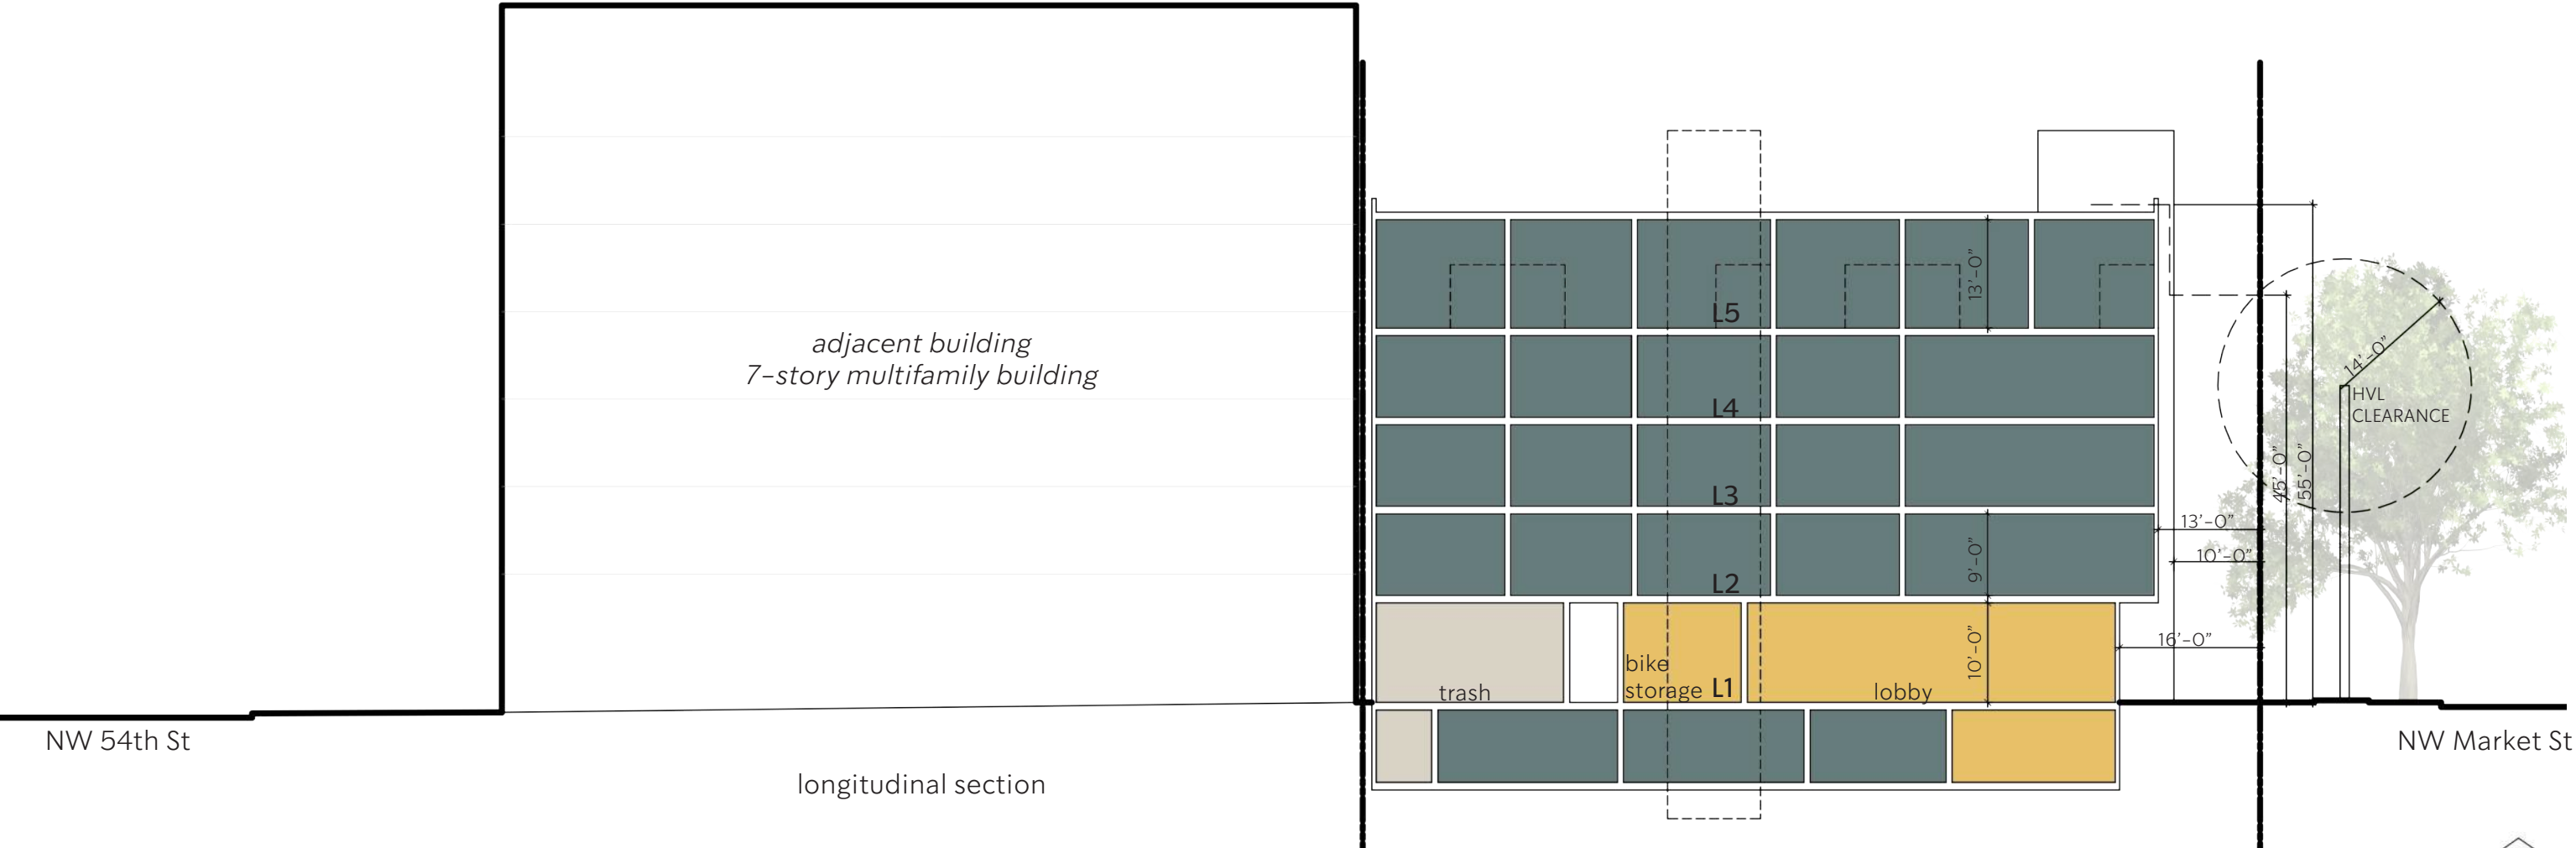 adjacent building
7-story multifamily building
13'-0"
L5
14'-0"
HVL
CLEARANCE
L4
45'-0"
55'-0"
L3
13'-0"
10'-0"
9'-0"
L2
16'-0"
10'-0"
bike
storage
L1
trash
lobby
NW 54th St
NW Market St
longitudinal section